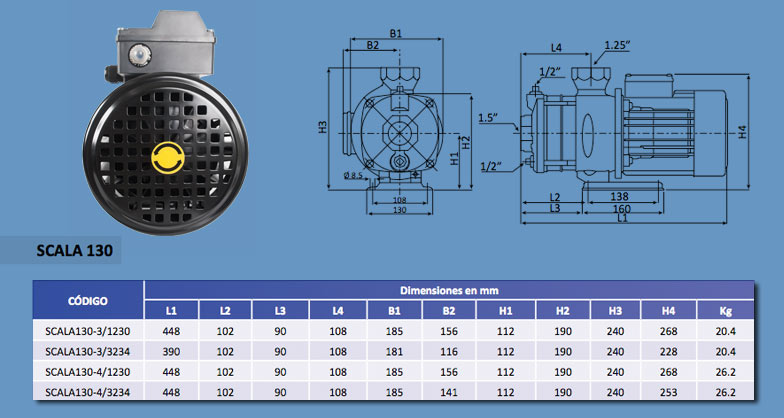 B1
B2
H3
H1
H2
Ø 8.5
108
130
L4
1.25”
1/2”
1.5”
1/2”
H4
L2
138
L3
160
L1
SCALA 130
CÓDIGO
Dimensiones en mm
L1 L2 L3 L4 B1 B2 H1 H2 H3 H4 Kg
SCALA130-3/1230 448 102 90 108 185 156 112 190 240 268 20.4
SCALA130-3/3234 390 102 90 108 181 116 112 190 240 228 20.4
SCALA130-4/1230 448 102 90 108 185 156 112 190 240 268 26.2
SCALA130-4/3234 448 102 90 108 185 141 112 190 240 253 26.2